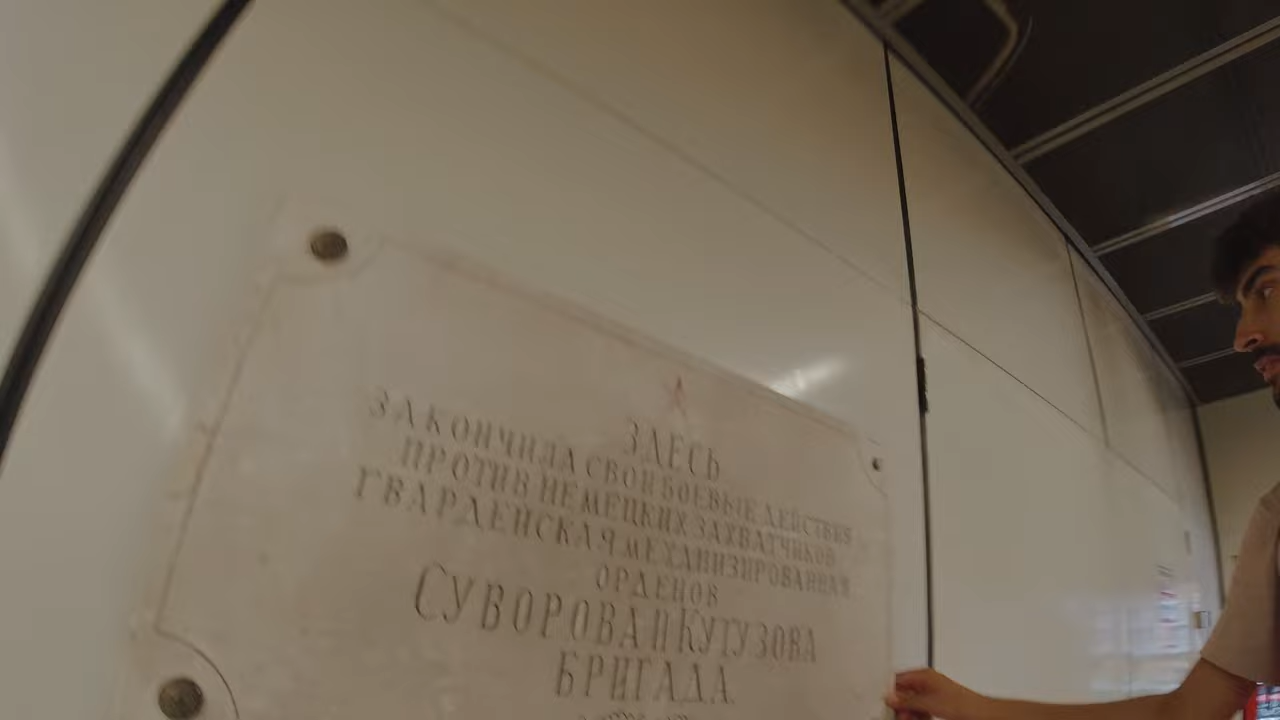 ЗДЕСЬ
ЗАКОНЧИЛА СВОИ БОЕВЫЕ ДЕЙСТВИЯ
ПРОТИВ НЕМЕЦКИХ ЗАХВАТЧИКОВ
ГВАРДЕЙСКАЯ МЕХАНИЗИРОВАННАЯ
ОРДЕНОВ
СУВОРОВА И КУТУЗОВА
БРИГАДА